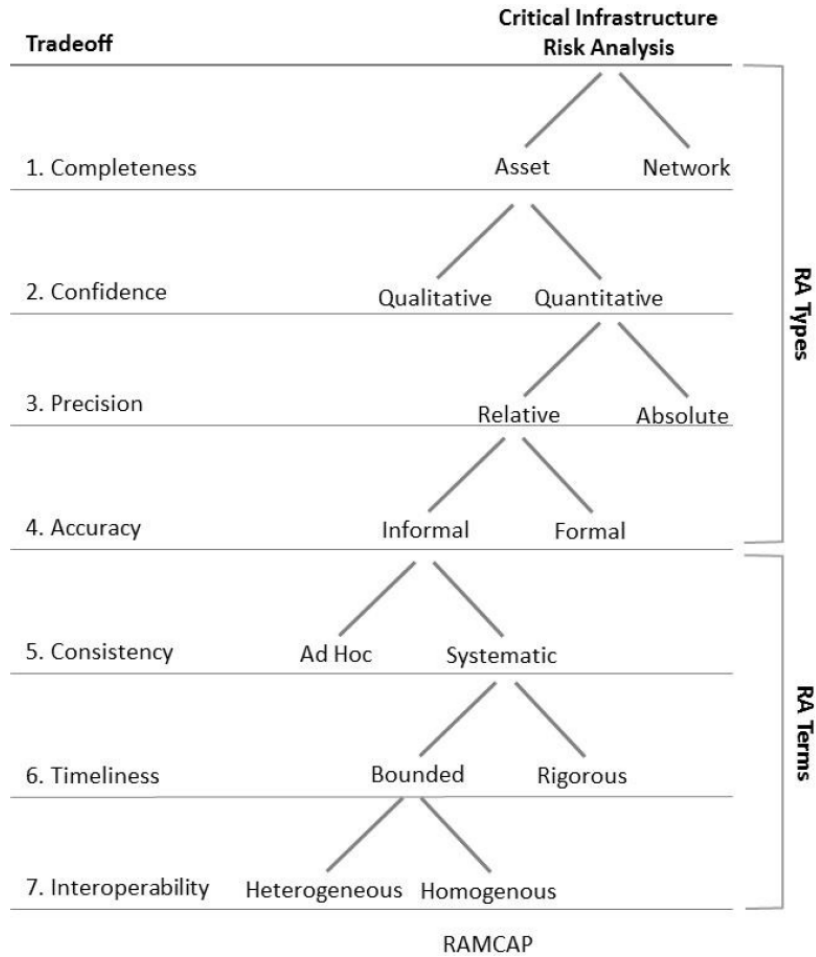 Tradeoff
Critical Infrastructure
Risk Analysis
1. Completeness
Asset
Network
2. Confidence
Qualitative
Quantitative
3. Precision
Relative
Absolute
4. Accuracy
Informal
Formal
RA Types
5. Consistency
Ad Hoc
Systematic
6. Timeliness
Bounded
Rigorous
7. Interoperability
Heterogeneous
Homogenous
RA Terms
RAMCAP